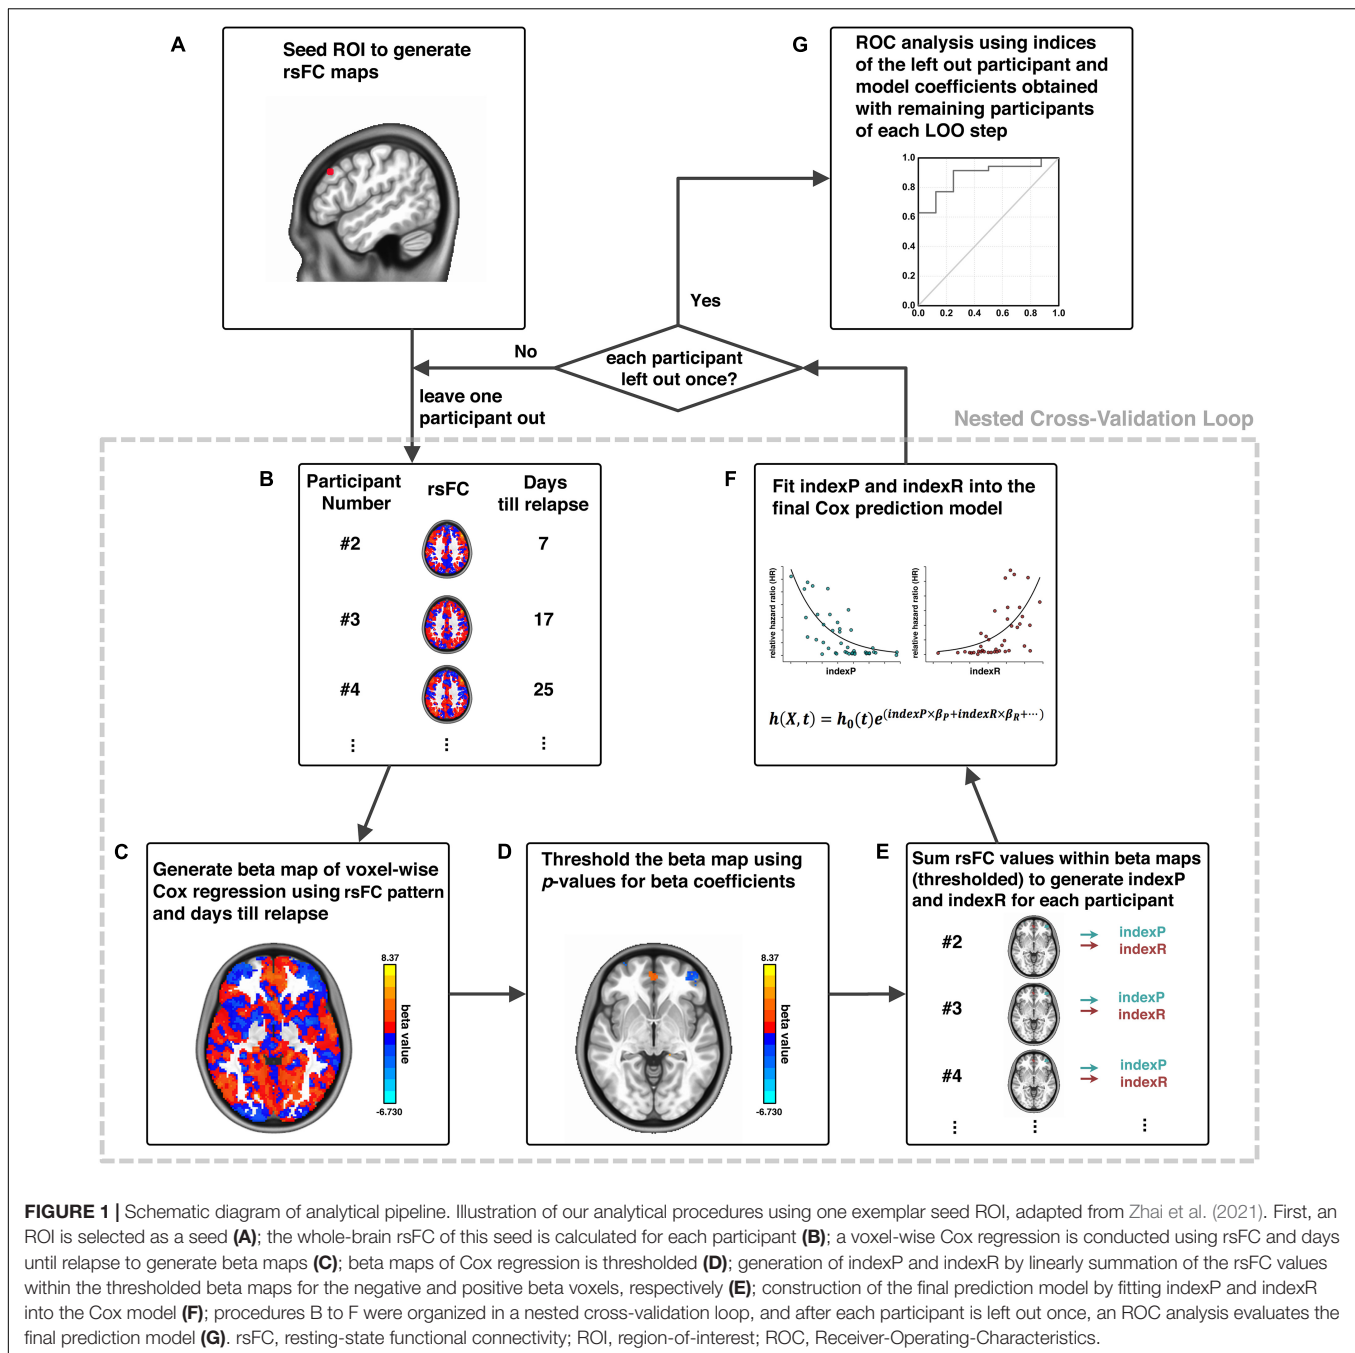 A
Seed ROI to generate
rsFC maps
G
ROC analysis using indices
of the left out participant and
model coefficients obtained
with remaining participants
of each LOO step
1.0
0.8
0.6
0.4
0.2
0.0
0.0 0.2 0.4 0.6 0.8 1.0
Yes
No
each participant
left out once?
leave one
participant out
Nested Cross-Validation Loop
B
Participant
Number
rsFC
Days
till relapse
#2
7
#3
17
#4
25
... ... ...
F
Fit indexP and indexR into the
final Cox prediction model
relative hazard ratio (HR)
indexP
relative hazard ratio (HR)
indexR
h(X, t) = h₀(t)e^(indexP×β_P+indexR×β_R+⋯)
C
Generate beta map of voxel-wise
Cox regression using rsFC pattern
and days till relapse
8.37
beta value
-6.730
D
Threshold the beta map using
p-values for beta coefficients
8.37
beta value
-6.730
E
Sum rsFC values within beta maps
(thresholded) to generate indexP
and indexR for each participant
#2
indexP
indexR
#3
indexP
indexR
#4
indexP
indexR
... ... ...
FIGURE 1 | Schematic diagram of analytical pipeline. Illustration of our analytical procedures using one exemplar seed ROI, adapted from Zhai et al. (2021). First, an
ROI is selected as a seed (A); the whole-brain rsFC of this seed is calculated for each participant (B); a voxel-wise Cox regression is conducted using rsFC and days
until relapse to generate beta maps (C); beta maps of Cox regression is thresholded (D); generation of indexP and indexR by linearly summation of the rsFC values
within the thresholded beta maps for the negative and positive beta voxels, respectively (E); construction of the final prediction model by fitting indexP and indexR
into the Cox model (F); procedures B to F were organized in a nested cross-validation loop, and after each participant is left out once, an ROC analysis evaluates the
final prediction model (G). rsFC, resting-state functional connectivity; ROI, region-of-interest; ROC, Receiver-Operating-Characteristics.